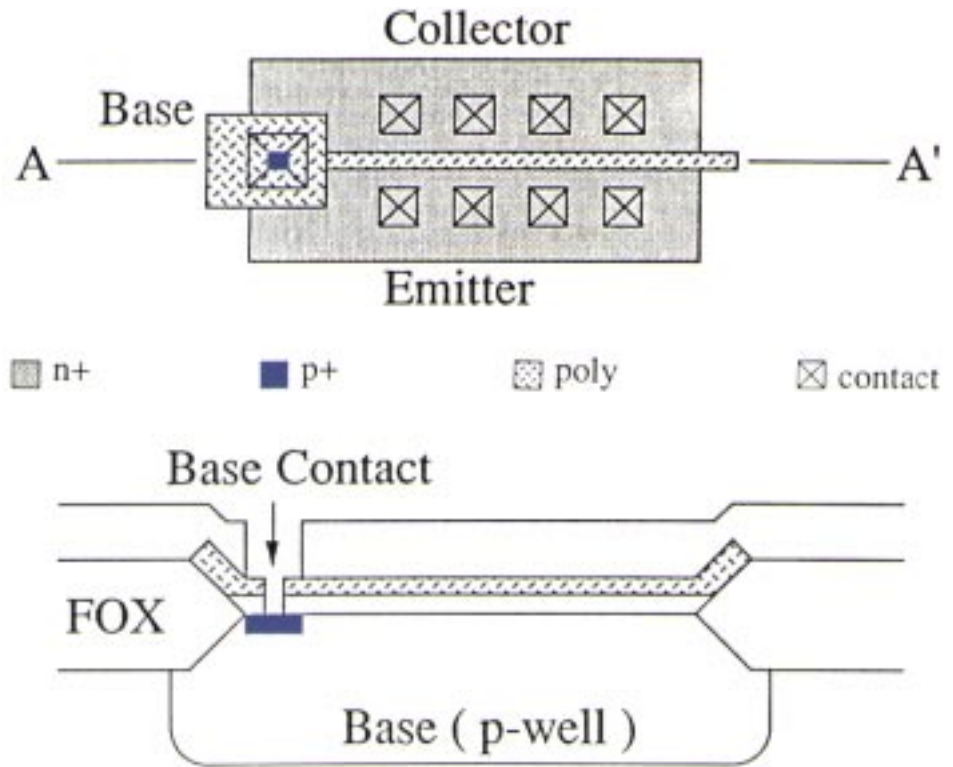 Collector
Base
A A'
Emitter
n+ p+ poly contact
Base Contact
FOX
Base ( p-well )